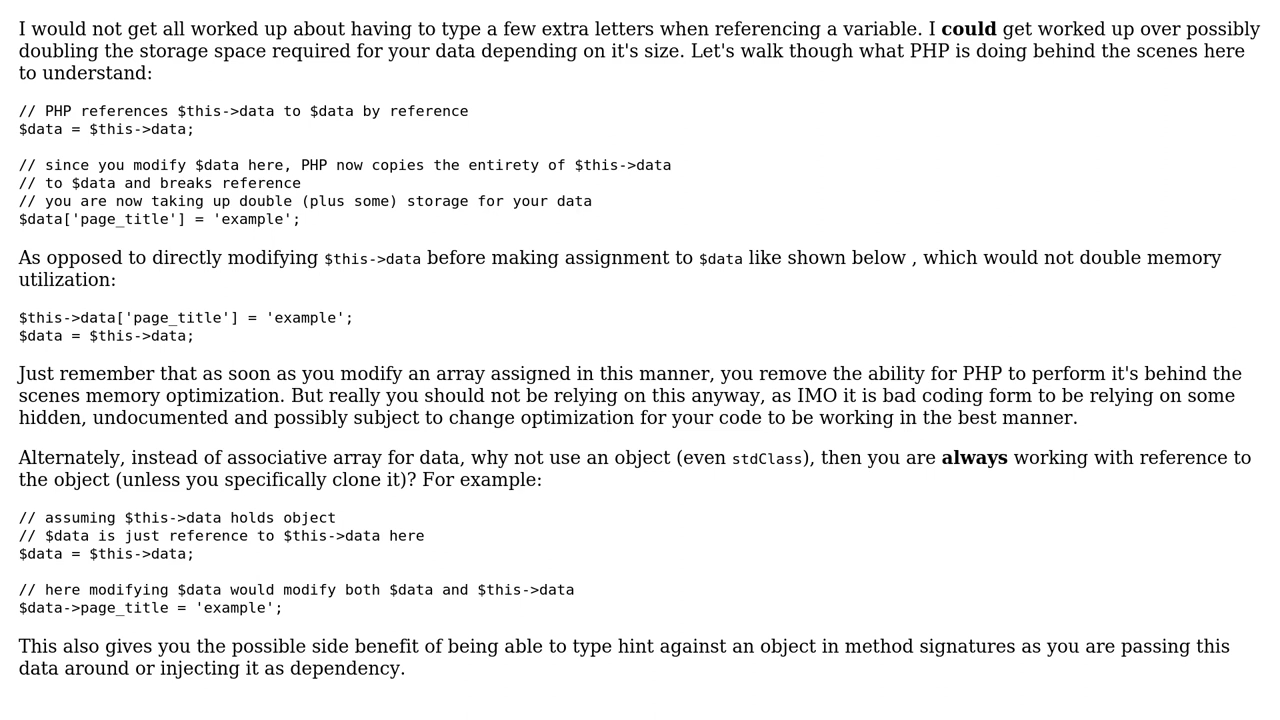 I would not get all worked up about having to type a few extra letters when referencing a variable. I could get worked up over possibly
doubling the storage space required for your data depending on it's size. Let's walk though what PHP is doing behind the scenes here
to understand:
// PHP references $this->data to $data by reference
$data = $this->data;
// since you modify $data here, PHP now copies the entirety of $this->data
// to $data and breaks reference
// you are now taking up double (plus some) storage for your data
$data['page_title'] = 'example';
As opposed to directly modifying $this->data before making assignment to $data like shown below , which would not double memory
utilization:
$this->data['page_title'] = 'example';
$data = $this->data;
Just remember that as soon as you modify an array assigned in this manner, you remove the ability for PHP to perform it's behind the
scenes memory optimization. But really you should not be relying on this anyway, as IMO it is bad coding form to be relying on some
hidden, undocumented and possibly subject to change optimization for your code to be working in the best manner.
Alternately, instead of associative array for data, why not use an object (even stdClass), then you are always working with reference to
the object (unless you specifically clone it)? For example:
// assuming $this->data holds object
// $data is just reference to $this->data here
$data = $this->data;
// here modifying $data would modify both $data and $this->data
$data->page_title = 'example';
This also gives you the possible side benefit of being able to type hint against an object in method signatures as you are passing this
data around or injecting it as dependency.